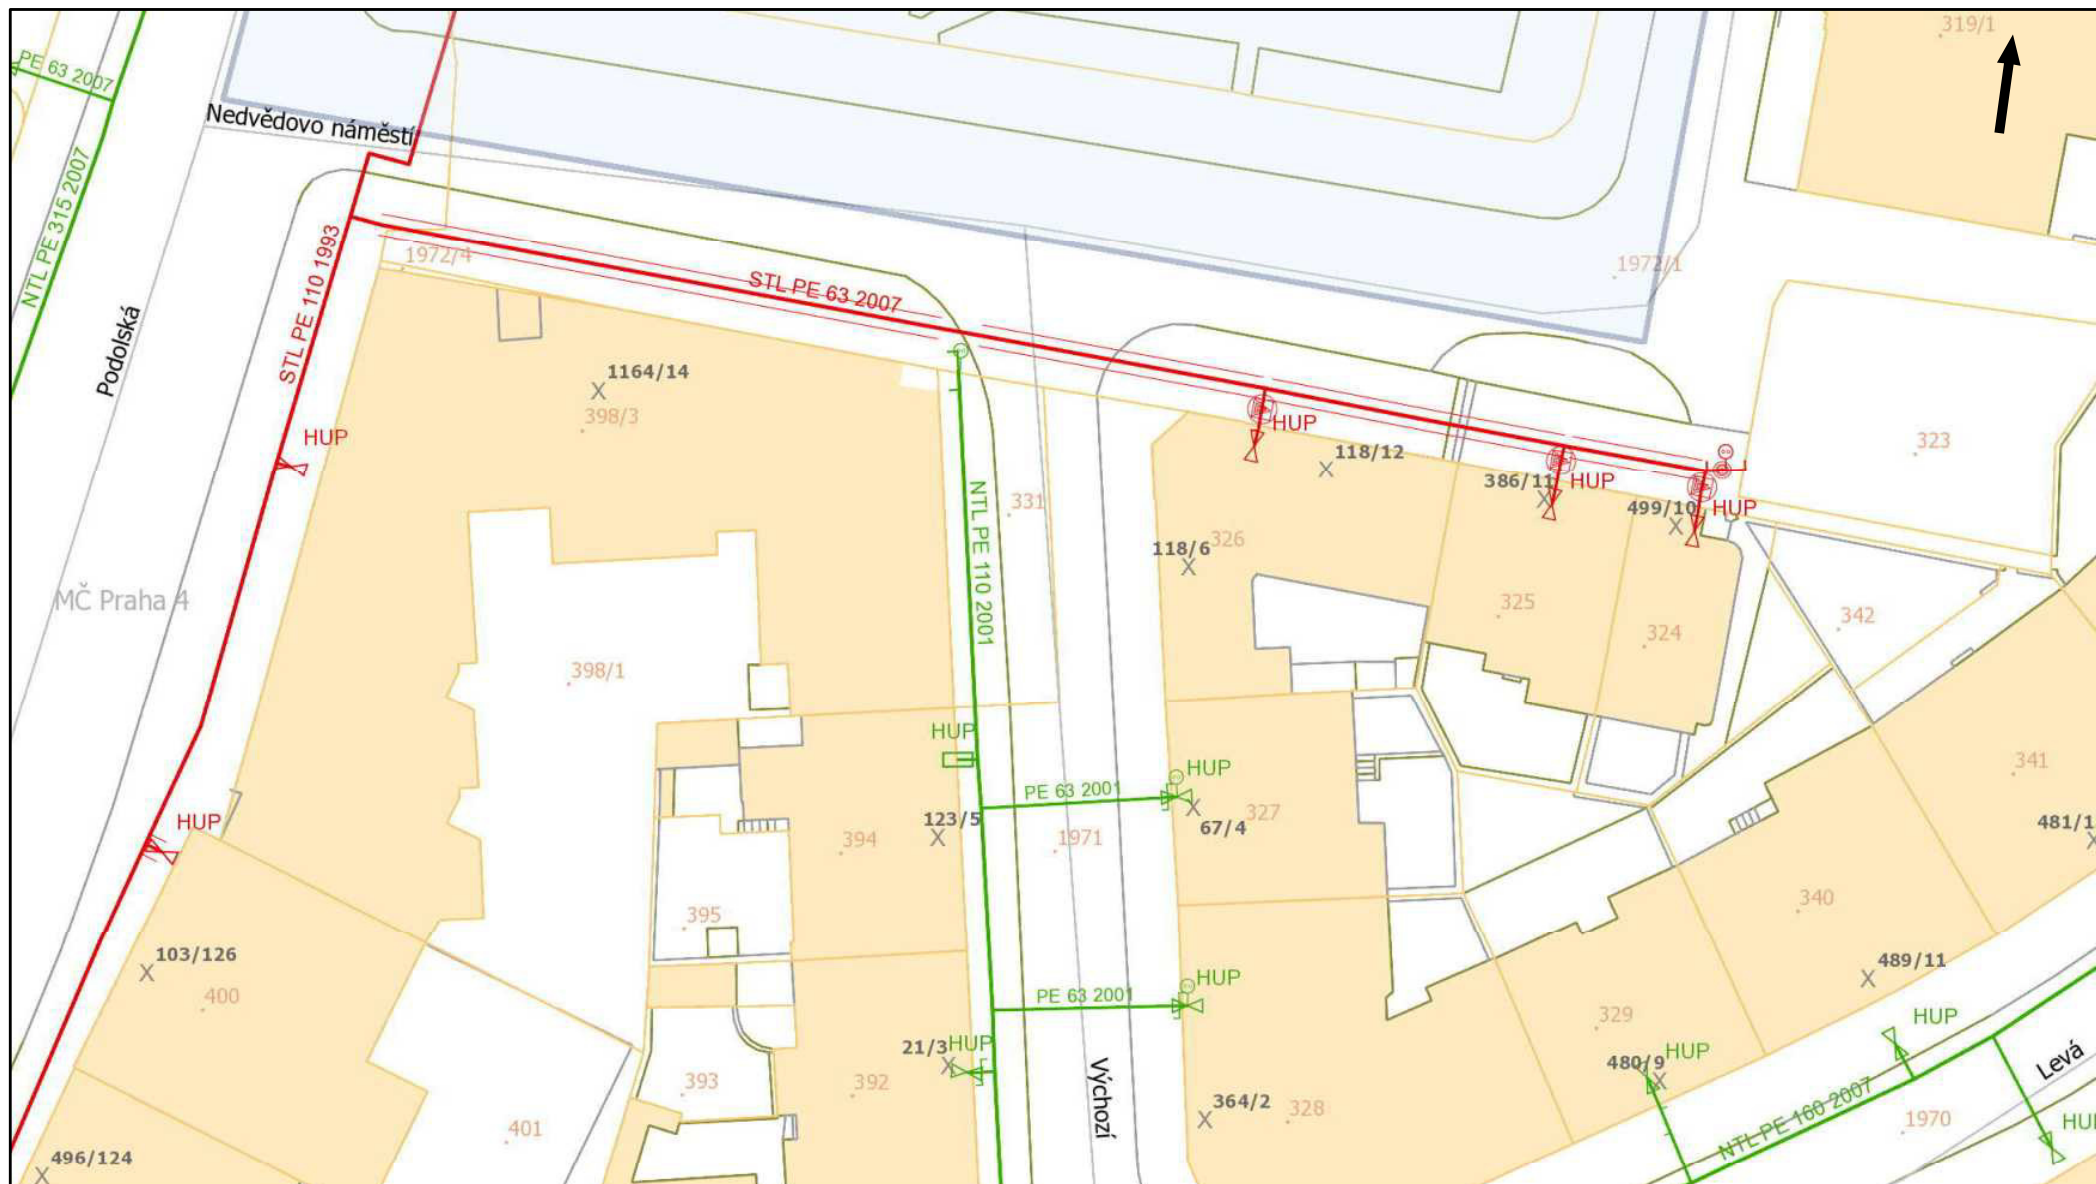 319/1
PE 63 2007
Nedvědovo náměstí
NTL PE 315 2007
1972/4
1972/1
STL PE 110 1993
STL PE 63 2007
Podolská
1164/14
398/3
HUP
HUP
118/12
323
HUP
386/11
HUP
499/10
331
NTL PE 110 2001
118/6
326
MČ Praha 4
325
342
324
398/1
HUP
HUP
341
PE 63 2001
HUP
123/5
67/4
327
481/1
394
1971
395
340
103/126
489/11
400
HUP
PE 63 2001
329
HUP
21/3
HUP
480/9
HUP
Levá
393
392
Výchozí
364/2
328
NTL PE 160 2007
1970
HU
401
496/124